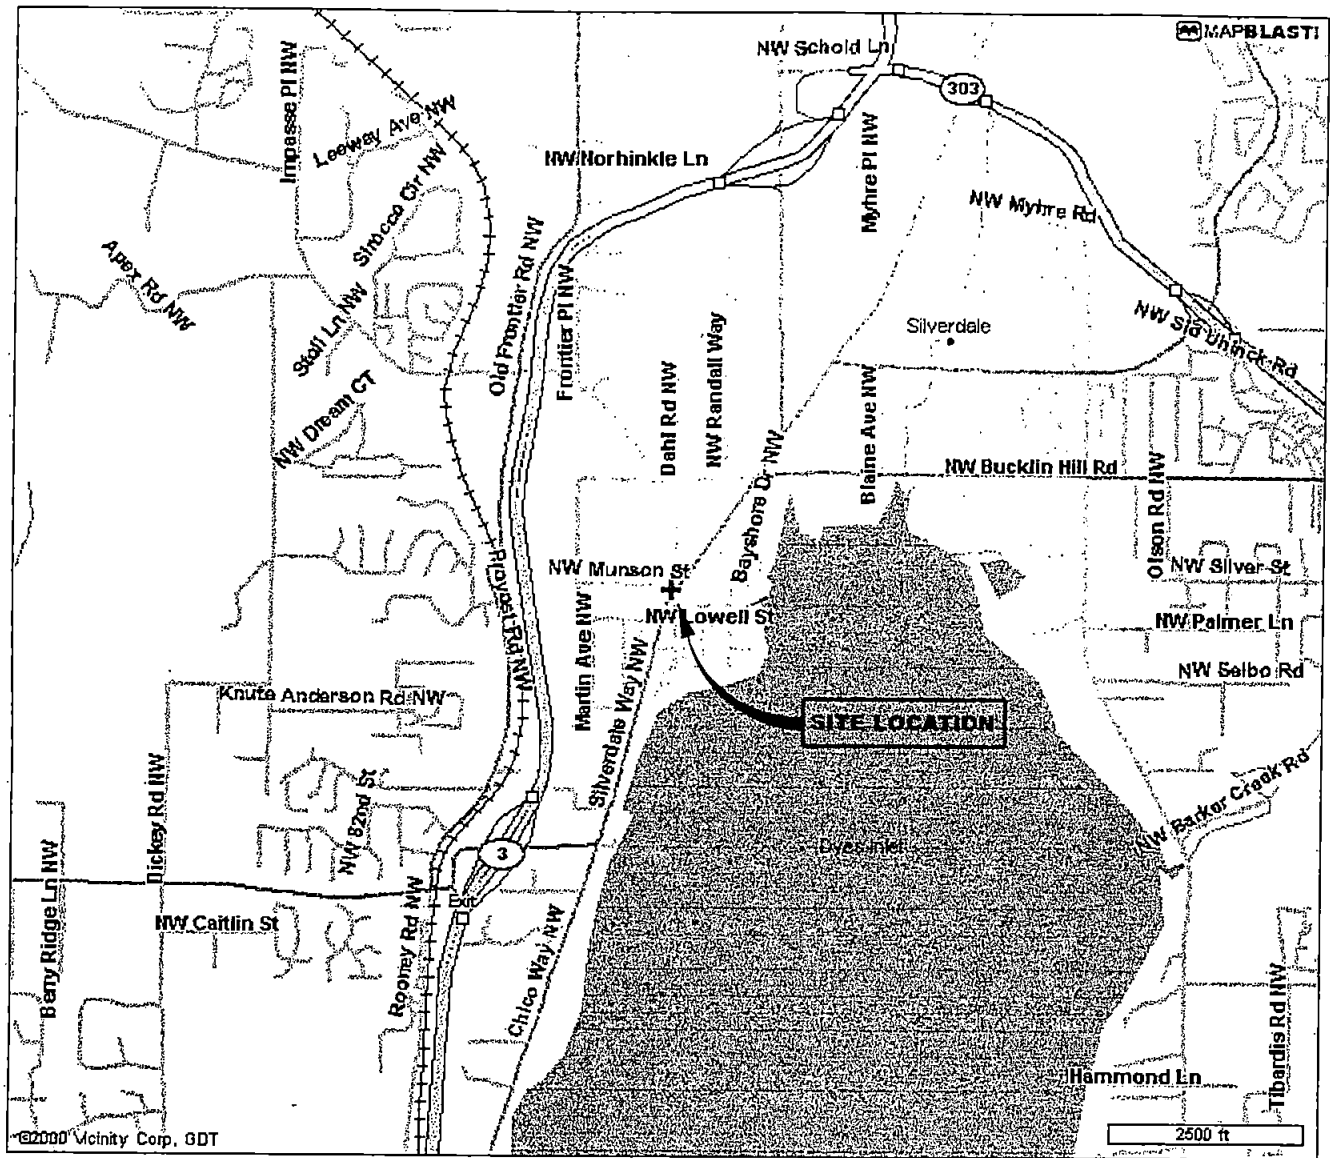 MAPBLAST!
NW Schold Ln
303
Impasse Pl NW
Leeway Ave NW
NW Norhinkle Ln
Sirocco Cir NW
Myhre Pl NW
NW Myhre Rd
Apex Rd NW
Old Frontier Rd NW
Frontier Pl NW
Stoli Ln NW
Silverdale
NW Sid Uhinck Rd
NW Dream CT
Dahl Rd NW
NW Randall Way
Blaine Ave NW
NW Bucklin Hill Rd
Bayshore Dr NW
Olson Rd NW
NW Munson St
NW Silver St
Provost Rd NW
NW Lowell St
NW Palmer Ln
Martin Ave NW
NW Selbo Rd
Knute Anderson Rd NW
Silverdale Way NW
SITE LOCATION
Dickey Rd NW
NW 82nd St
NW Barker Creek Rd
3
Dyes Inlet
Berry Ridge Ln NW
Exit
NW Caitlin St
Rooney Rd NW
Chico Way NW
Tibardis Rd NW
Hammond Ln
©2000 Vicinity Corp, GDT
2500 ft